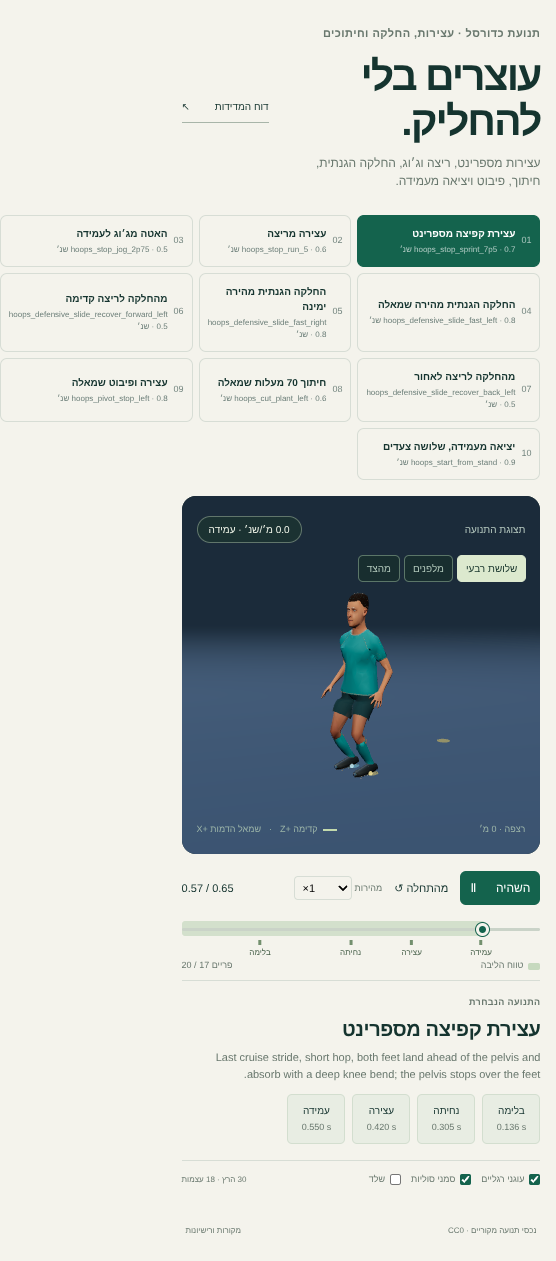 תנועת כדורסל · עצירות, החלקה וחיתוכים
עוצרים בלי
להחליק.
דוח המדידות ↖
עצירות מספרינט, ריצה וג׳וג, החלקה הגנתית,
חיתוך, פיבוט ויציאה מעמידה.
01 עצירת קפיצה מספרינט
hoops_stop_sprint_7p5 · 0.7 שנ׳
02 עצירה מריצה
hoops_stop_run_5 · 0.6 שנ׳
03 האטה מג׳וג לעמידה
hoops_stop_jog_2p75 · 0.5 שנ׳
04 החלקה הגנתית מהירה שמאלה
hoops_defensive_slide_fast_left · 0.8 שנ׳
05 החלקה הגנתית מהירה
ימינה
hoops_defensive_slide_fast_right
· 0.8 שנ׳
06 מהחלקה לריצה קדימה
hoops_defensive_slide_recover_forward_left
· 0.5 שנ׳
07 מהחלקה לריצה לאחור
hoops_defensive_slide_recover_back_left
· 0.5 שנ׳
08 חיתוך 70 מעלות שמאלה
hoops_cut_plant_left · 0.6 שנ׳
09 עצירה ופיבוט שמאלה
hoops_pivot_stop_left · 0.8 שנ׳
10 יציאה מעמידה, שלושה צעדים
hoops_start_from_stand · 0.9 שנ׳
תצוגת התנועה
0.0 מ׳/שנ׳ · עמידה
שלושת רבעי
מלפנים
מהצד
רצפה · 0 מ׳
קדימה +Z · שמאל הדמות +X
השהיה Ⅱ
מהתחלה ↺
מהירות
×1
0.57 / 0.65
בלימה
נחיתה
עצירה
עמידה
טווח הליבה
פריים 17 / 20
התנועה הנבחרת
עצירת קפיצה מספרינט
Last cruise stride, short hop, both feet land ahead of the pelvis and
absorb with a deep knee bend; the pelvis stops over the feet.
בלימה
0.136 s
נחיתה
0.305 s
עצירה
0.420 s
עמידה
0.550 s
עוגני רגליים
סמני סוליות
שלד
30 הרץ · 18 עצמות
נכסי תנועה מקוריים · CC0
מקורות ורישיונות